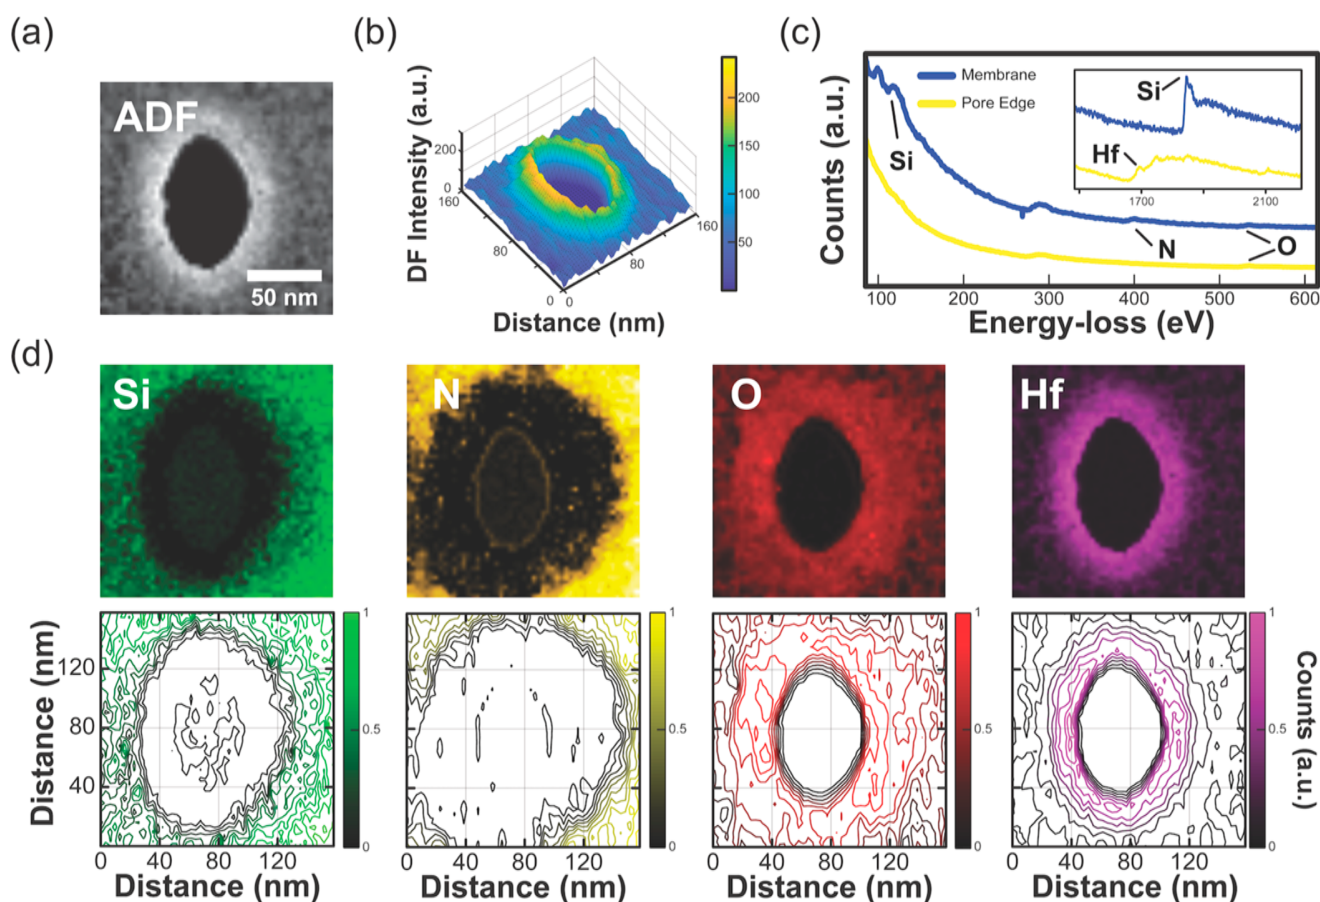 (a)
ADF
50 nm
(b)
DF Intensity (a.u.)
200
0
160
80
0
0
80
160
Distance (nm)
200
150
100
50
(c)
Counts (a.u.)
Membrane
Pore Edge
Si
Si
Hf
1700
2100
N
O
100
200
300
400
500
600
Energy-loss (eV)
(d)
Si
N
O
Hf
Distance (nm)
120
80
40
0
40
80
120
Distance (nm)
1
0.5
0
0
40
80
120
Distance (nm)
1
0.5
0
0
40
80
120
Distance (nm)
1
0.5
0
0
40
80
120
Distance (nm)
1
0.5
0
Counts (a.u.)